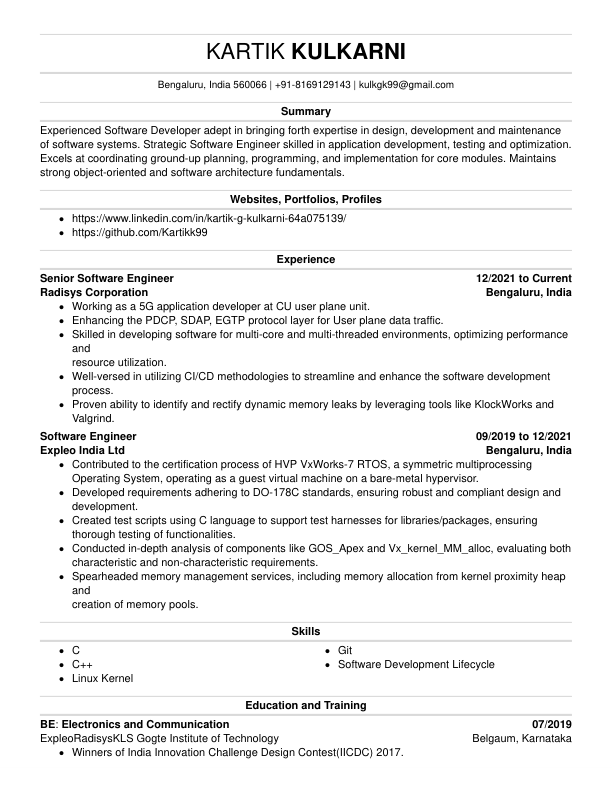 KARTIK KULKARNI
Bengaluru, India 560066 | +91-8169129143 | kulkgk99@gmail.com
Summary
Experienced Software Developer adept in bringing forth expertise in design, development and maintenance
of software systems. Strategic Software Engineer skilled in application development, testing and optimization.
Excels at coordinating ground-up planning, programming, and implementation for core modules. Maintains
strong object-oriented and software architecture fundamentals.
Websites, Portfolios, Profiles
• https://www.linkedin.com/in/kartik-g-kulkarni-64a075139/
• https://github.com/Kartikk99
Experience
Senior Software Engineer 12/2021 to Current
Radisys Corporation Bengaluru, India
• Working as a 5G application developer at CU user plane unit.
• Enhancing the PDCP, SDAP, EGTP protocol layer for User plane data traffic.
• Skilled in developing software for multi-core and multi-threaded environments, optimizing performance
and
resource utilization.
• Well-versed in utilizing CI/CD methodologies to streamline and enhance the software development
process.
• Proven ability to identify and rectify dynamic memory leaks by leveraging tools like KlockWorks and
Valgrind.
Software Engineer 09/2019 to 12/2021
Expleo India Ltd Bengaluru, India
• Contributed to the certification process of HVP VxWorks-7 RTOS, a symmetric multiprocessing
Operating System, operating as a guest virtual machine on a bare-metal hypervisor.
• Developed requirements adhering to DO-178C standards, ensuring robust and compliant design and
development.
• Created test scripts using C language to support test harnesses for libraries/packages, ensuring
thorough testing of functionalities.
• Conducted in-depth analysis of components like GOS_Apex and Vx_kernel_MM_alloc, evaluating both
characteristic and non-characteristic requirements.
• Spearheaded memory management services, including memory allocation from kernel proximity heap
and
creation of memory pools.
Skills
• C
• C++
• Linux Kernel
• Git
• Software Development Lifecycle
Education and Training
BE: Electronics and Communication 07/2019
ExpleoRadisysKLS Gogte Institute of Technology Belgaum, Karnataka
• Winners of India Innovation Challenge Design Contest(IICDC) 2017.